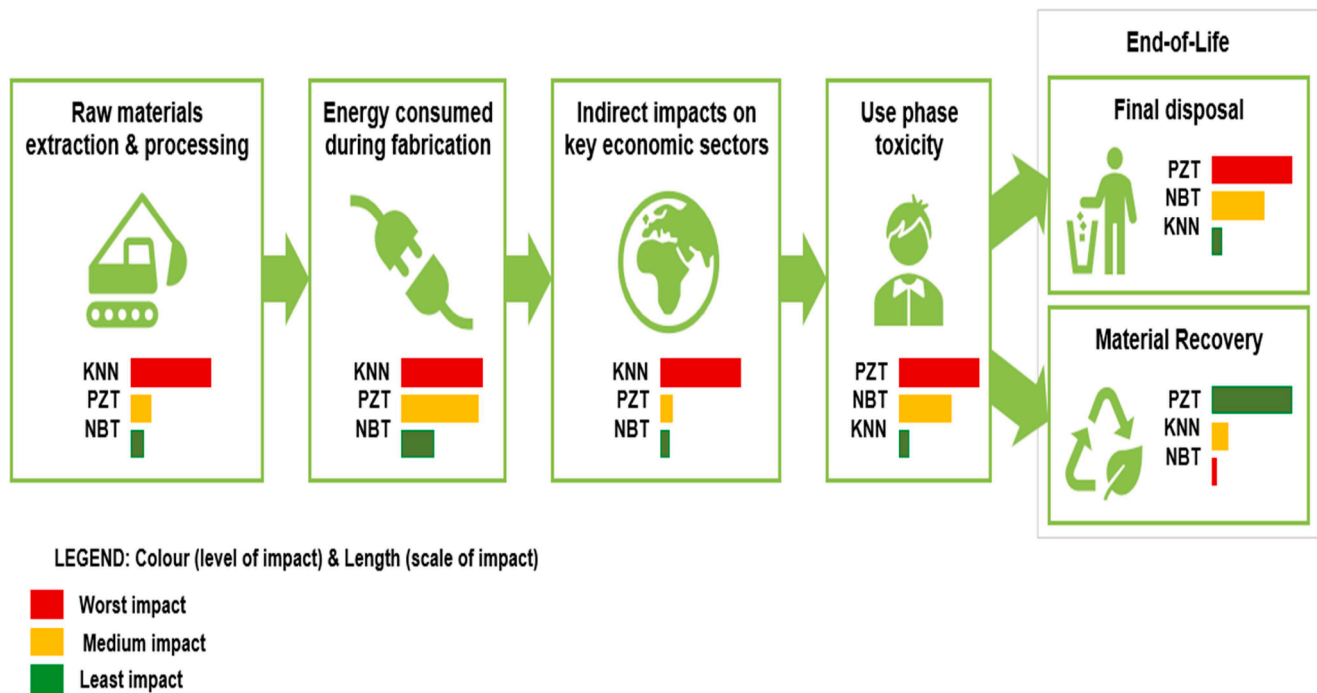 Raw materials
extraction & processing
KNN
PZT
NBT
Energy consumed
during fabrication
KNN
PZT
NBT
Indirect impacts on
key economic sectors
KNN
PZT
NBT
Use phase
toxicity
PZT
NBT
KNN
End-of-Life
Final disposal
PZT
NBT
KNN
Material Recovery
PZT
KNN
NBT
LEGEND: Colour (level of impact) & Length (scale of impact)
Worst impact
Medium impact
Least impact